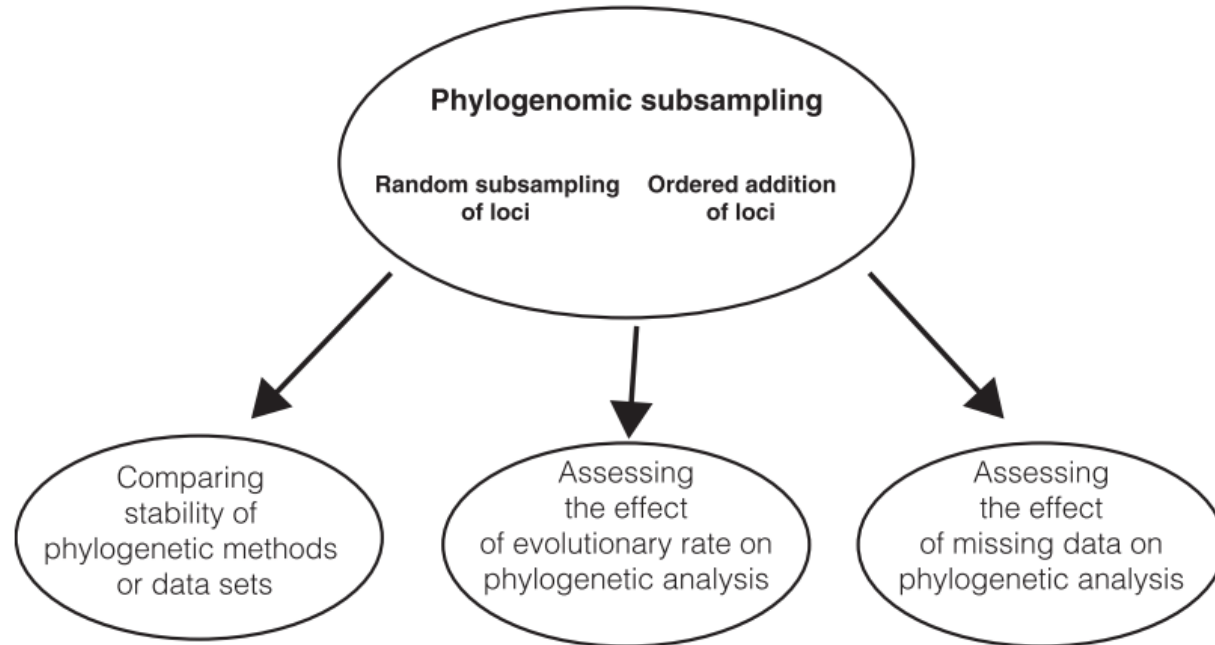 Phylogenomic subsampling
Random subsampling
of loci
Ordered addition
of loci
Comparing
stability of
phylogenetic methods
or data sets
Assessing
the effect
of evolutionary rate on
phylogenetic analysis
Assessing
the effect
of missing data on
phylogenetic analysis